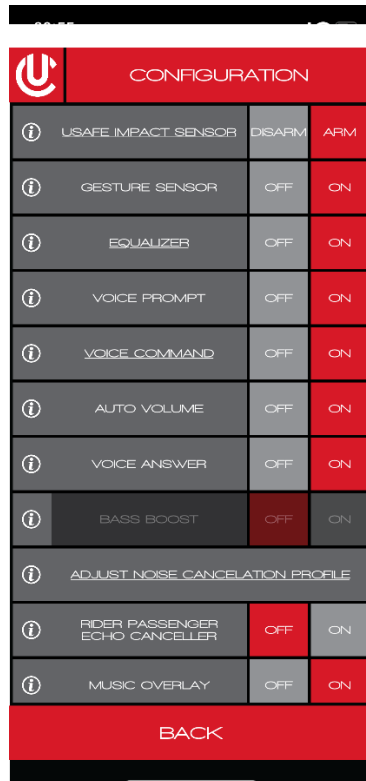 CONFIGURATION
USAFE IMPACT SENSOR DISARM ARM
GESTURE SENSOR OFF ON
EQUALIZER OFF ON
VOICE PROMPT OFF ON
VOICE COMMAND OFF ON
AUTO VOLUME OFF ON
VOICE ANSWER OFF ON
BASS BOOST OFF ON
ADJUST NOISE CANCELATION PROFILE
RIDER PASSENGER
ECHO CANCELLER OFF ON
MUSIC OVERLAY OFF ON
BACK